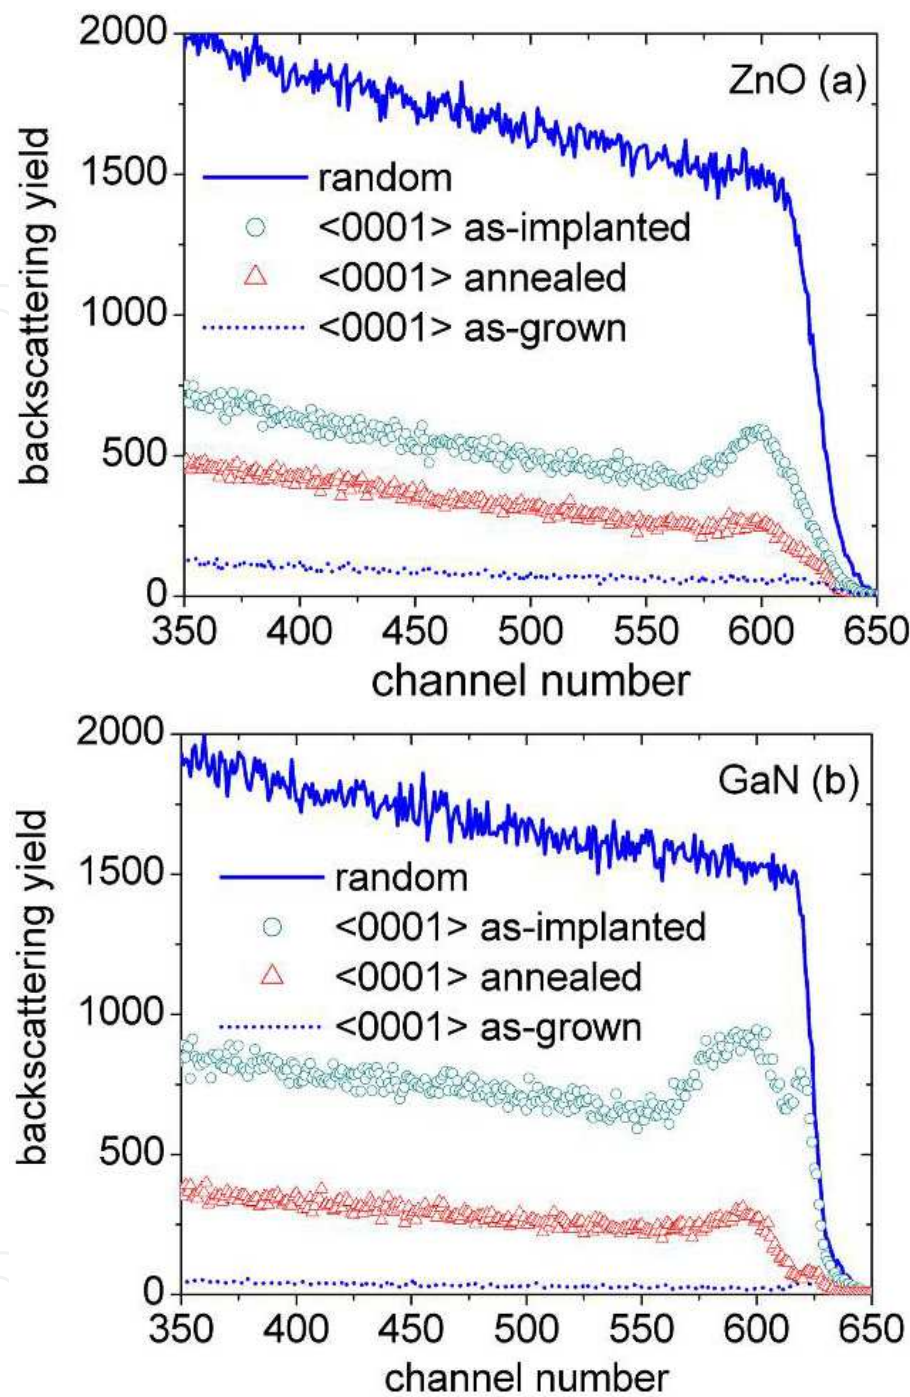 2000
ZnO (a)
1500
random
<0001> as-implanted
<0001> annealed
1000
<0001> as-grown
500
0
backscattering yield
350 400 450 500 550 600 650
channel number
2000
GaN (b)
1500
random
<0001> as-implanted
1000
<0001> annealed
<0001> as-grown
500
0
backscattering yield
350 400 450 500 550 600 650
channel number